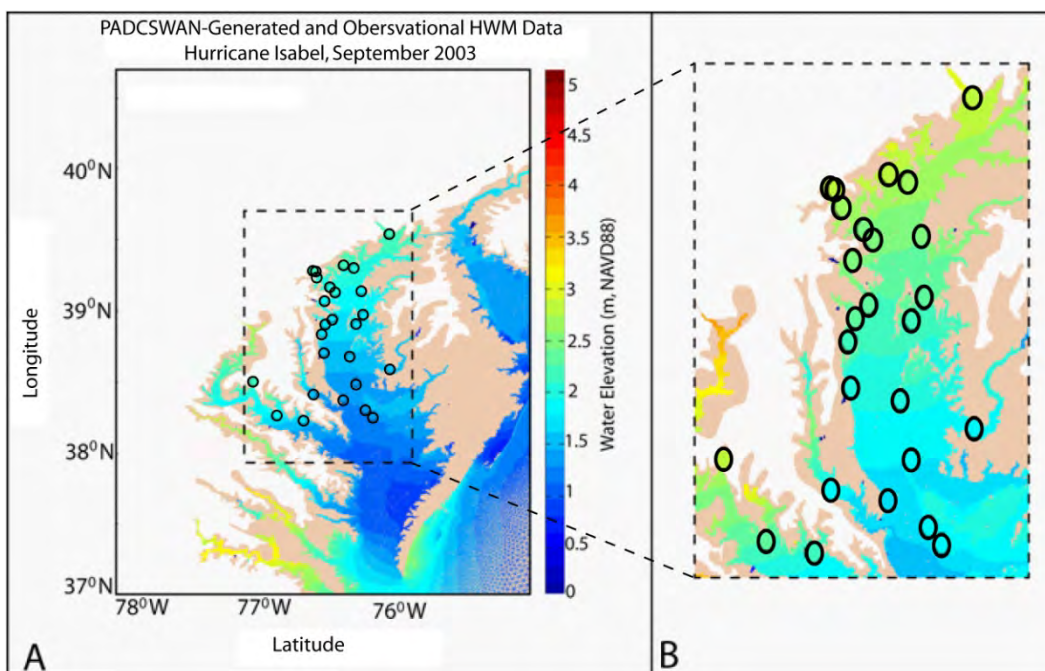 PADCSWAN-Generated and Obersvational HWM Data
Hurricane Isabel, September 2003
5
4.5
4
3.5
3
2.5
2
1.5
1
0.5
0
Water Elevation (m, NAVD88)
40⁰N
39⁰N
38⁰N
37⁰N
Longitude
78⁰W
77⁰W
76⁰W
Latitude
A
B